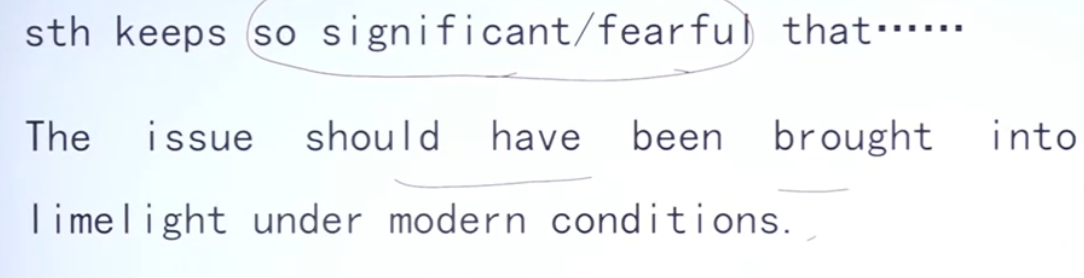 sth keeps so significant/fearful that……
The issue should have been brought into
limelight under modern conditions.